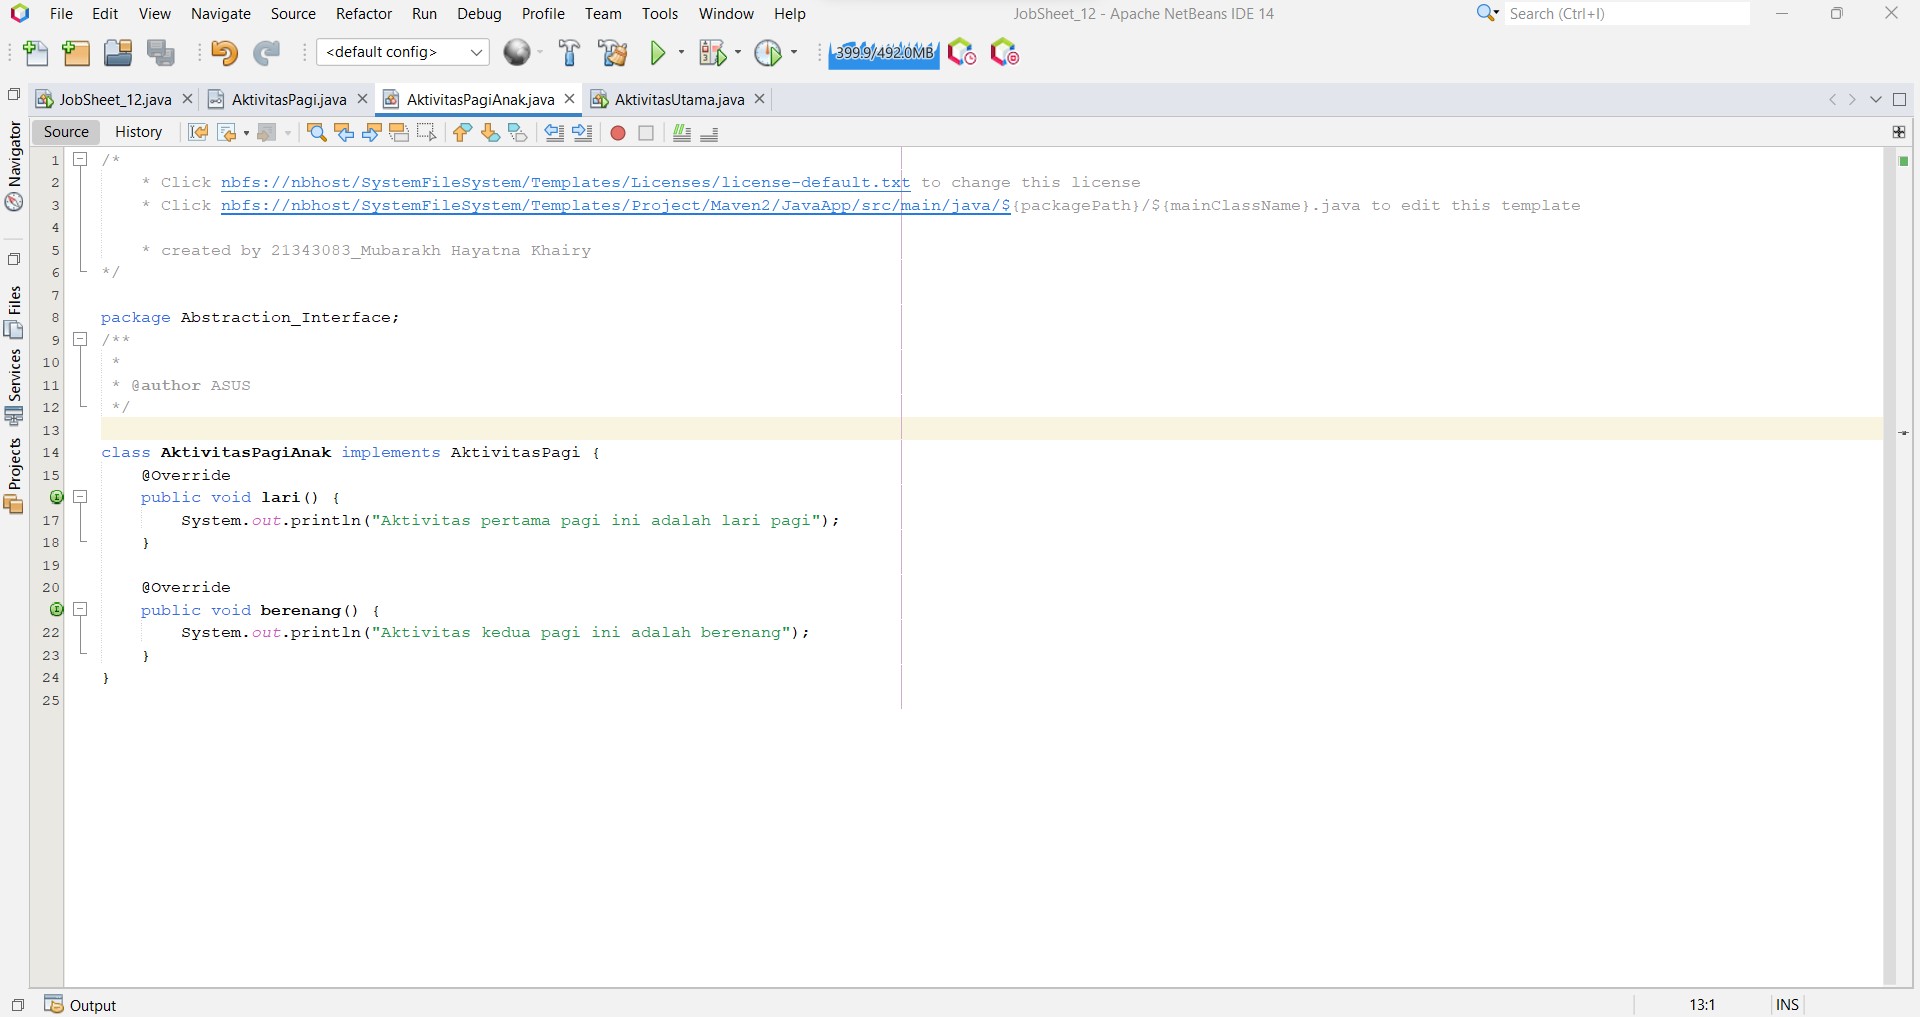 File Edit View Navigate Source Refactor Run Debug Profile Team Tools Window Help JobSheet_12 - Apache NetBeans IDE 14 Search (Ctrl+I)
<default config> 399.9/492.0MB
JobSheet_12.java AktivitasPagi.java AktivitasPagiAnak.java AktivitasUtama.java
Source History
Navigator
Files
Services
Projects
1 /*
2 * Click nbfs://nbhost/SystemFileSystem/Templates/Licenses/license-default.txt to change this license
3 * Click nbfs://nbhost/SystemFileSystem/Templates/Project/Maven2/JavaApp/src/main/java/${packagePath}/${mainClassName}.java to edit this template
4
5 * created by 21343083_Mubarakh Hayatna Khairy
6 */
7
8 package Abstraction_Interface;
9 /**
10 *
11 * @author ASUS
12 */
13
14 class AktivitasPagiAnak implements AktivitasPagi {
15 @Override
public void lari() {
17 System.out.println("Aktivitas pertama pagi ini adalah lari pagi");
18 }
19
20 @Override
public void berenang() {
22 System.out.println("Aktivitas kedua pagi ini adalah berenang");
23 }
24 }
25
Output 13:1 INS